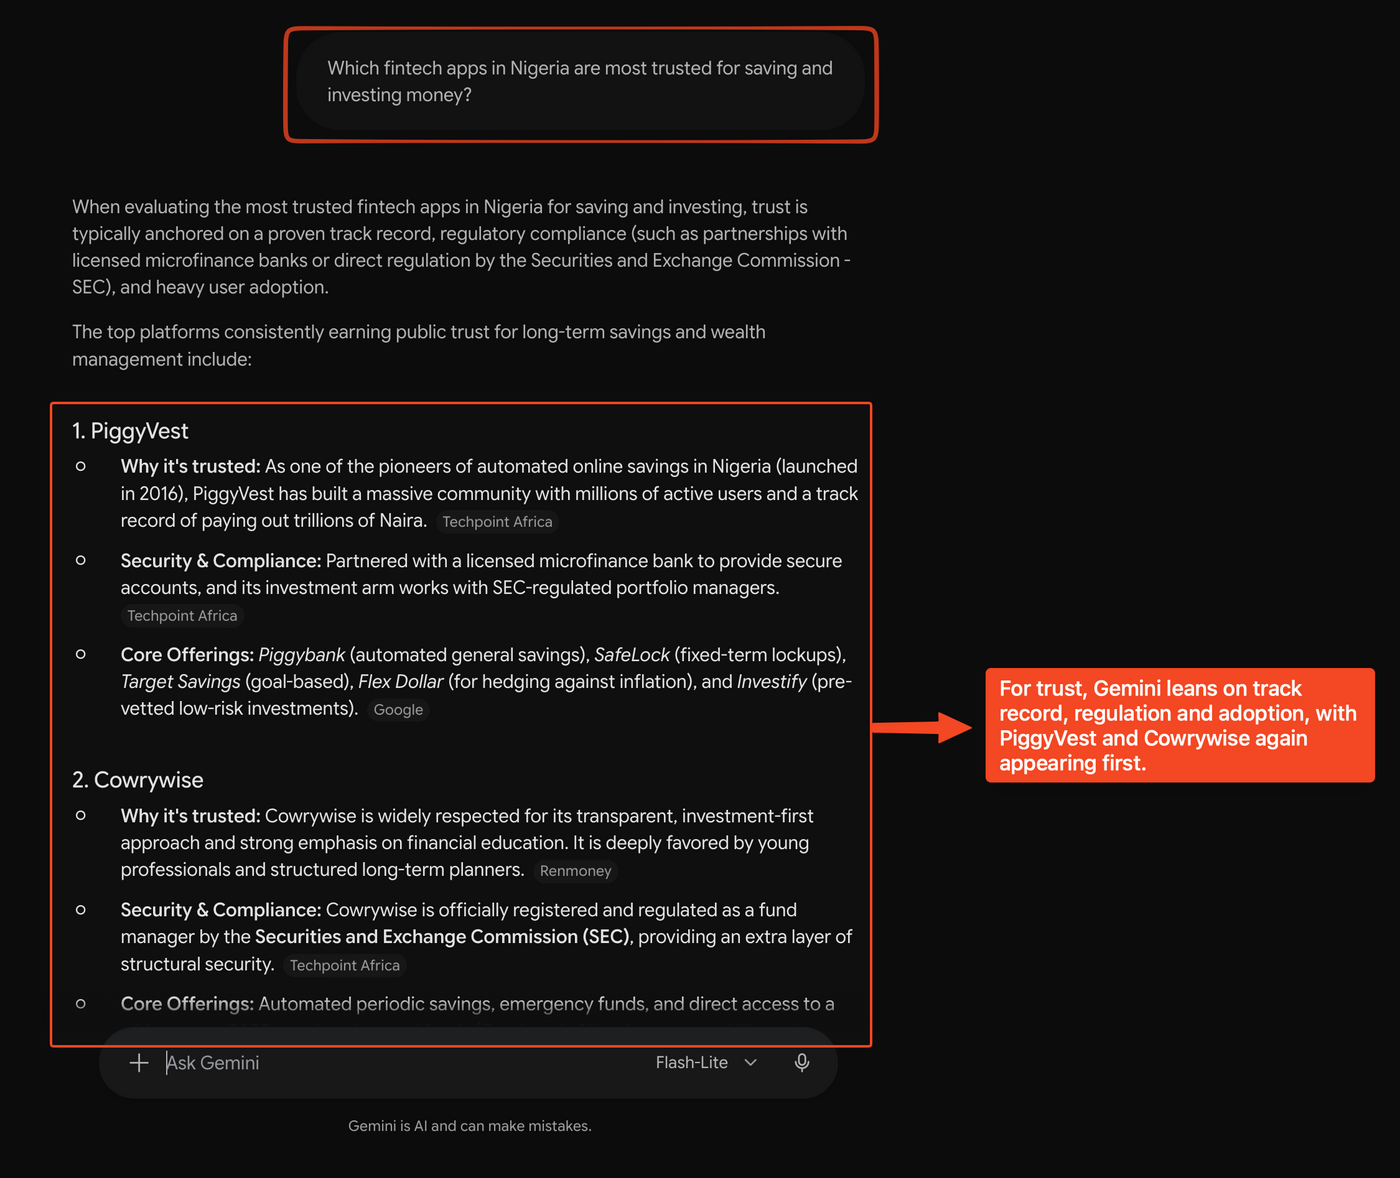 Which fintech apps in Nigeria are most trusted for saving and
investing money?
When evaluating the most trusted fintech apps in Nigeria for saving and investing, trust is
typically anchored on a proven track record, regulatory compliance (such as partnerships with
licensed microfinance banks or direct regulation by the Securities and Exchange Commission -
SEC), and heavy user adoption.
The top platforms consistently earning public trust for long-term savings and wealth
management include:
1. PiggyVest
Why it's trusted: As one of the pioneers of automated online savings in Nigeria (launched
in 2016), PiggyVest has built a massive community with millions of active users and a track
record of paying out trillions of Naira. Techpoint Africa
Security & Compliance: Partnered with a licensed microfinance bank to provide secure
accounts, and its investment arm works with SEC-regulated portfolio managers.
Techpoint Africa
Core Offerings: Piggybank (automated general savings), SafeLock (fixed-term lockups),
Target Savings (goal-based), Flex Dollar (for hedging against inflation), and Investify (pre-
vetted low-risk investments). Google
2. Cowrywise
Why it's trusted: Cowrywise is widely respected for its transparent, investment-first
approach and strong emphasis on financial education. It is deeply favored by young
professionals and structured long-term planners. Renmoney
Security & Compliance: Cowrywise is officially registered and regulated as a fund
manager by the Securities and Exchange Commission (SEC), providing an extra layer of
structural security. Techpoint Africa
Core Offerings: Automated periodic savings, emergency funds, and direct access to a
For trust, Gemini leans on track
record, regulation and adoption, with
PiggyVest and Cowrywise again
appearing first.
Ask Gemini
Flash-Lite
Gemini is AI and can make mistakes.